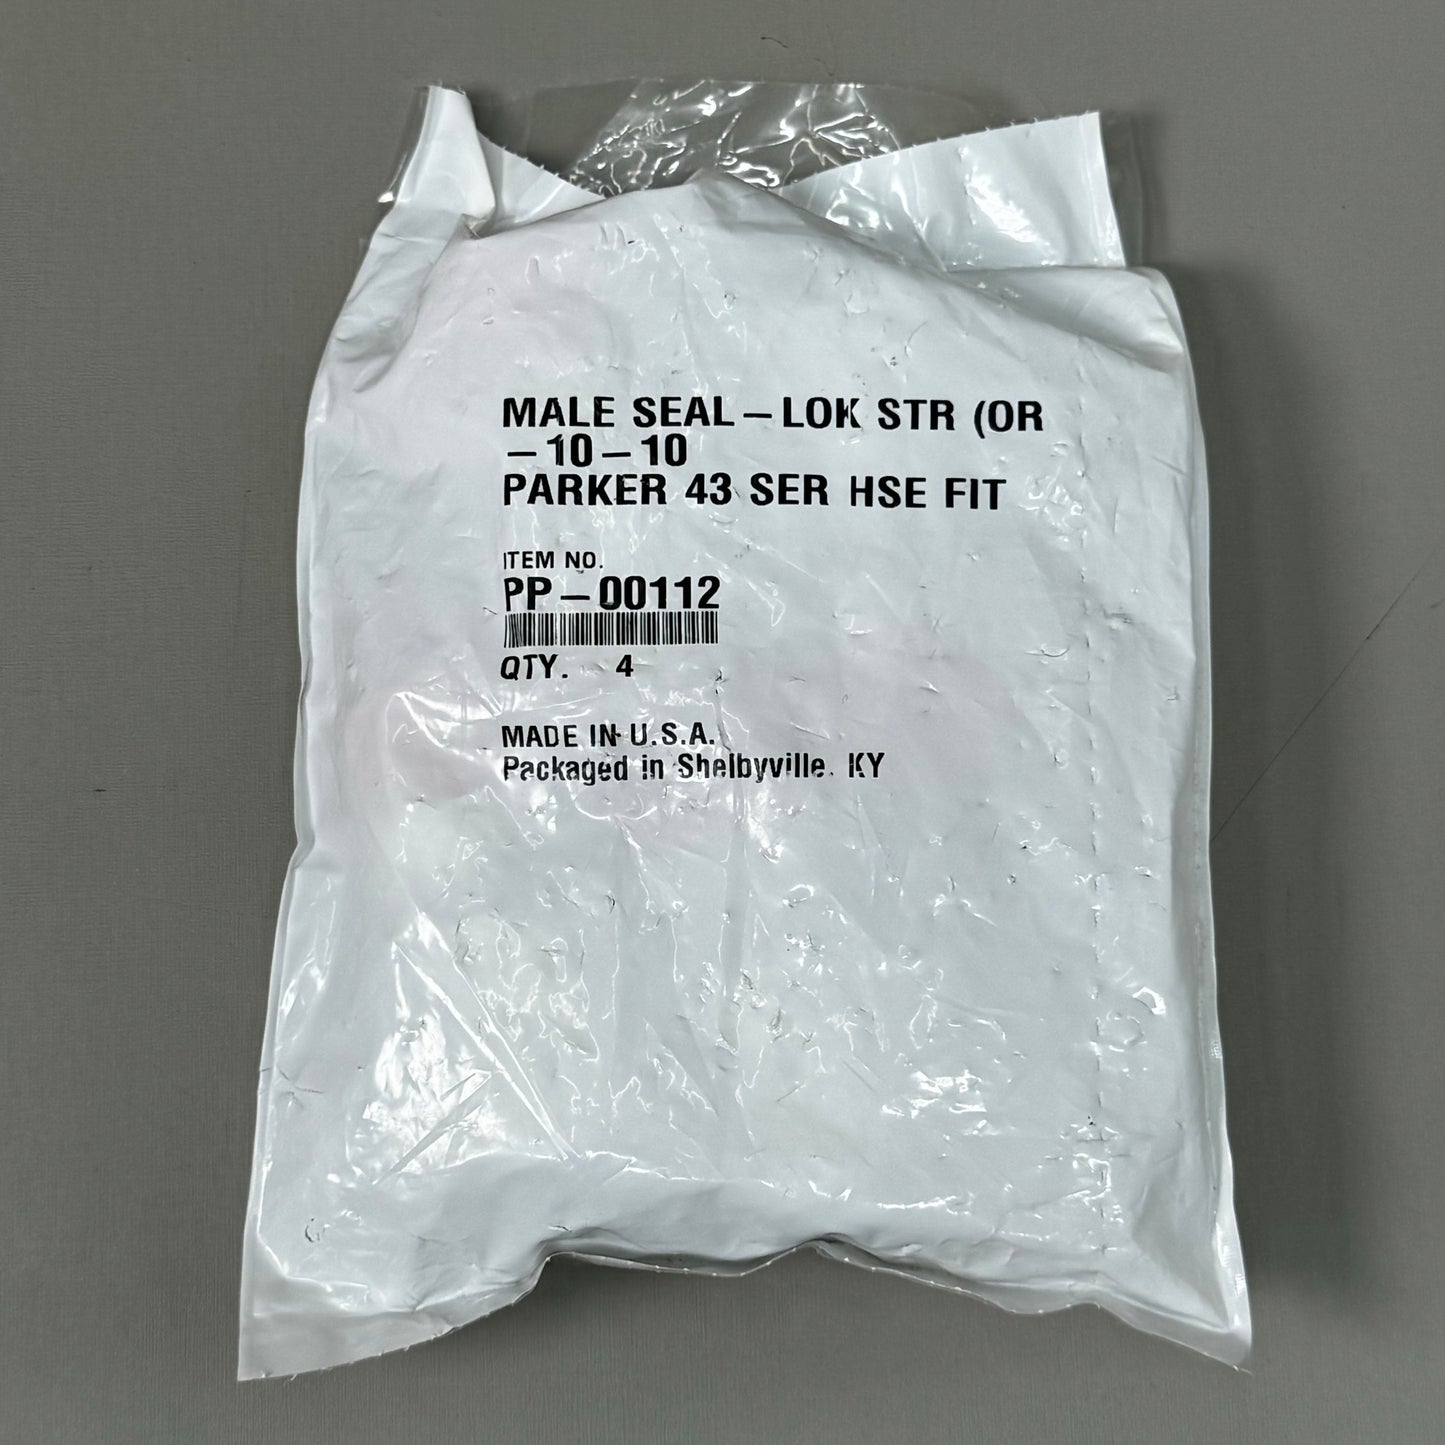 MALE SEAL-LOK STR (OR
-10-10
PARKER 43 SER HSE FIT
ITEM NO.
PP-00112
QTY. 4
MADE IN U.S.A.
Packaged in Shelbyville, KY